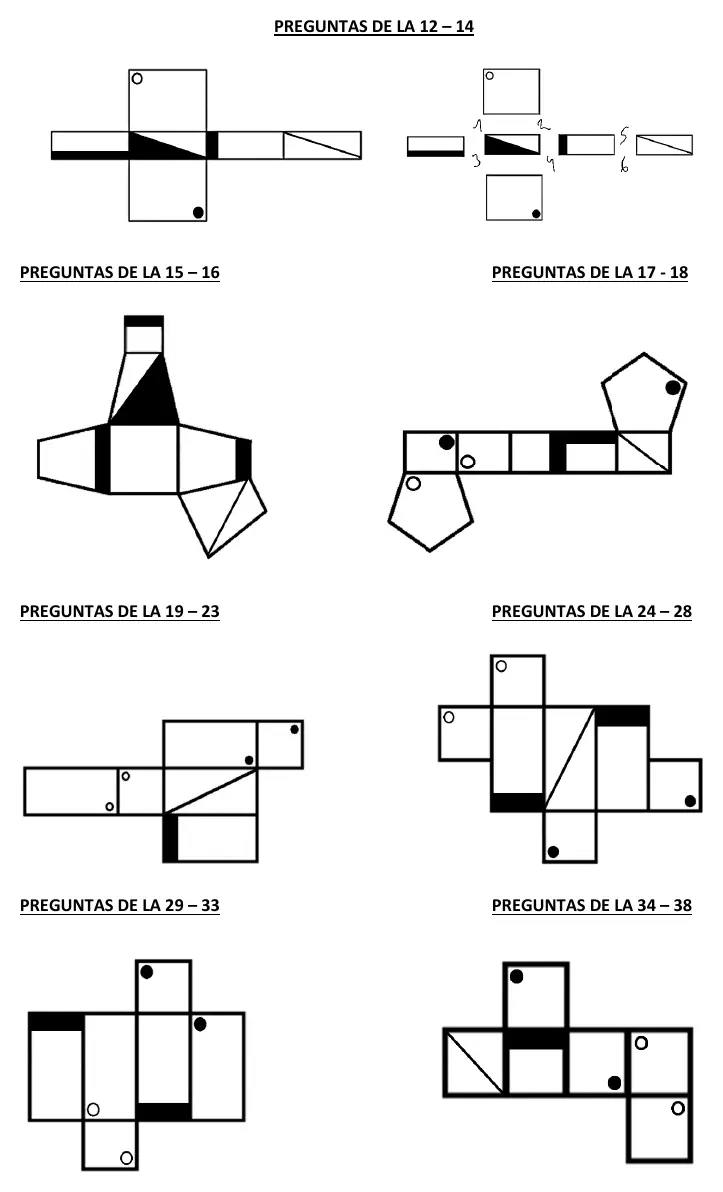 PREGUNTAS DE LA 12 – 14
1 2 5
3 4 6
PREGUNTAS DE LA 15 – 16 PREGUNTAS DE LA 17 - 18
PREGUNTAS DE LA 19 – 23 PREGUNTAS DE LA 24 – 28
PREGUNTAS DE LA 29 – 33 PREGUNTAS DE LA 34 – 38